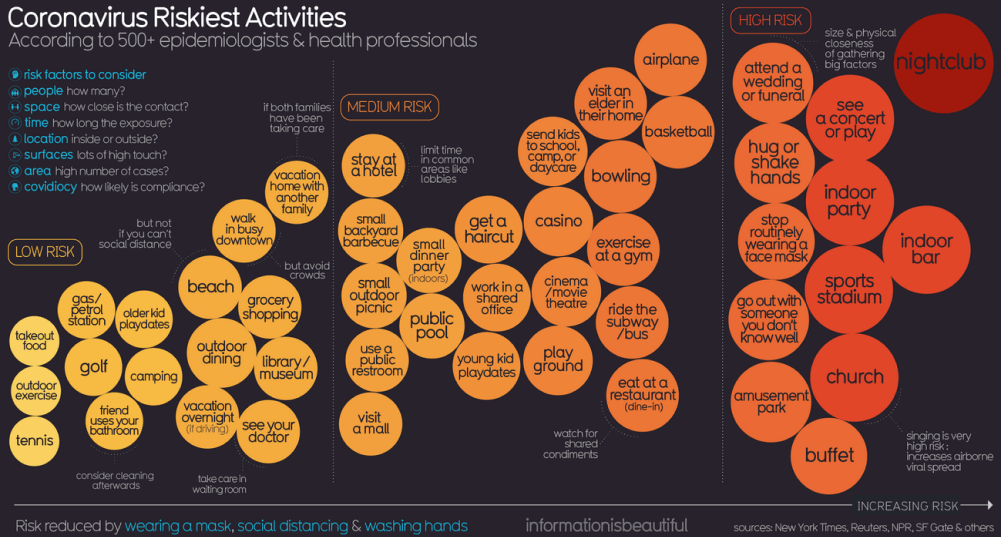 Coronavirus Riskiest Activities
According to 500+ epidemiologists & health professionals
risk factors to consider
people how many?
space how close is the contact?
time how long the exposure?
location inside or outside?
surfaces lots of high touch?
area high number of cases?
covidiocy how likely is compliance?
LOW RISK
takeout
food
outdoor
exercise
tennis
gas/
petrol
station
golf
friend
uses your
bathroom
consider cleaning
afterwards
older kid
playdates
camping
but not
if you can't
social distance
beach
outdoor
dining
vacation
overnight
(if driving)
walk
in busy
downtown
but avoid
crowds
grocery
shopping
library/
museum
see your
doctor
take care in
waiting room
if both families
have been
taking care
vacation
home with
another
family
MEDIUM RISK
stay at
a hotel
limit time
in common
areas like
lobbies
small
backyard
barbecue
small
outdoor
picnic
use a
public
restroom
visit
a mall
small
dinner
party
(indoors)
public
pool
get a
haircut
work in a
shared
office
young kid
playdates
send kids
to school,
camp, or
daycare
casino
cinema
/movie
theatre
play
ground
airplane
visit an
elder in
their home
basketball
bowling
exercise
at a gym
ride the
subway
/bus
eat at a
restaurant
(dine-in)
watch for
shared
condiments
HIGH RISK
size & physical
closeness
of gathering
big factors
attend a
wedding
or funeral
hug or
shake
hands
stop
routinely
wearing a
face mask
go out with
someone
you don't
know well
amusement
park
buffet
see
a concert
or play
indoor
party
sports
stadium
church
singing is very
high risk :
increases airborne
viral spread
nightclub
indoor
bar
INCREASING RISK
Risk reduced by wearing a mask, social distancing & washing hands
informationisbeautiful
sources: New York Times, Reuters, NPR, SF Gate & others